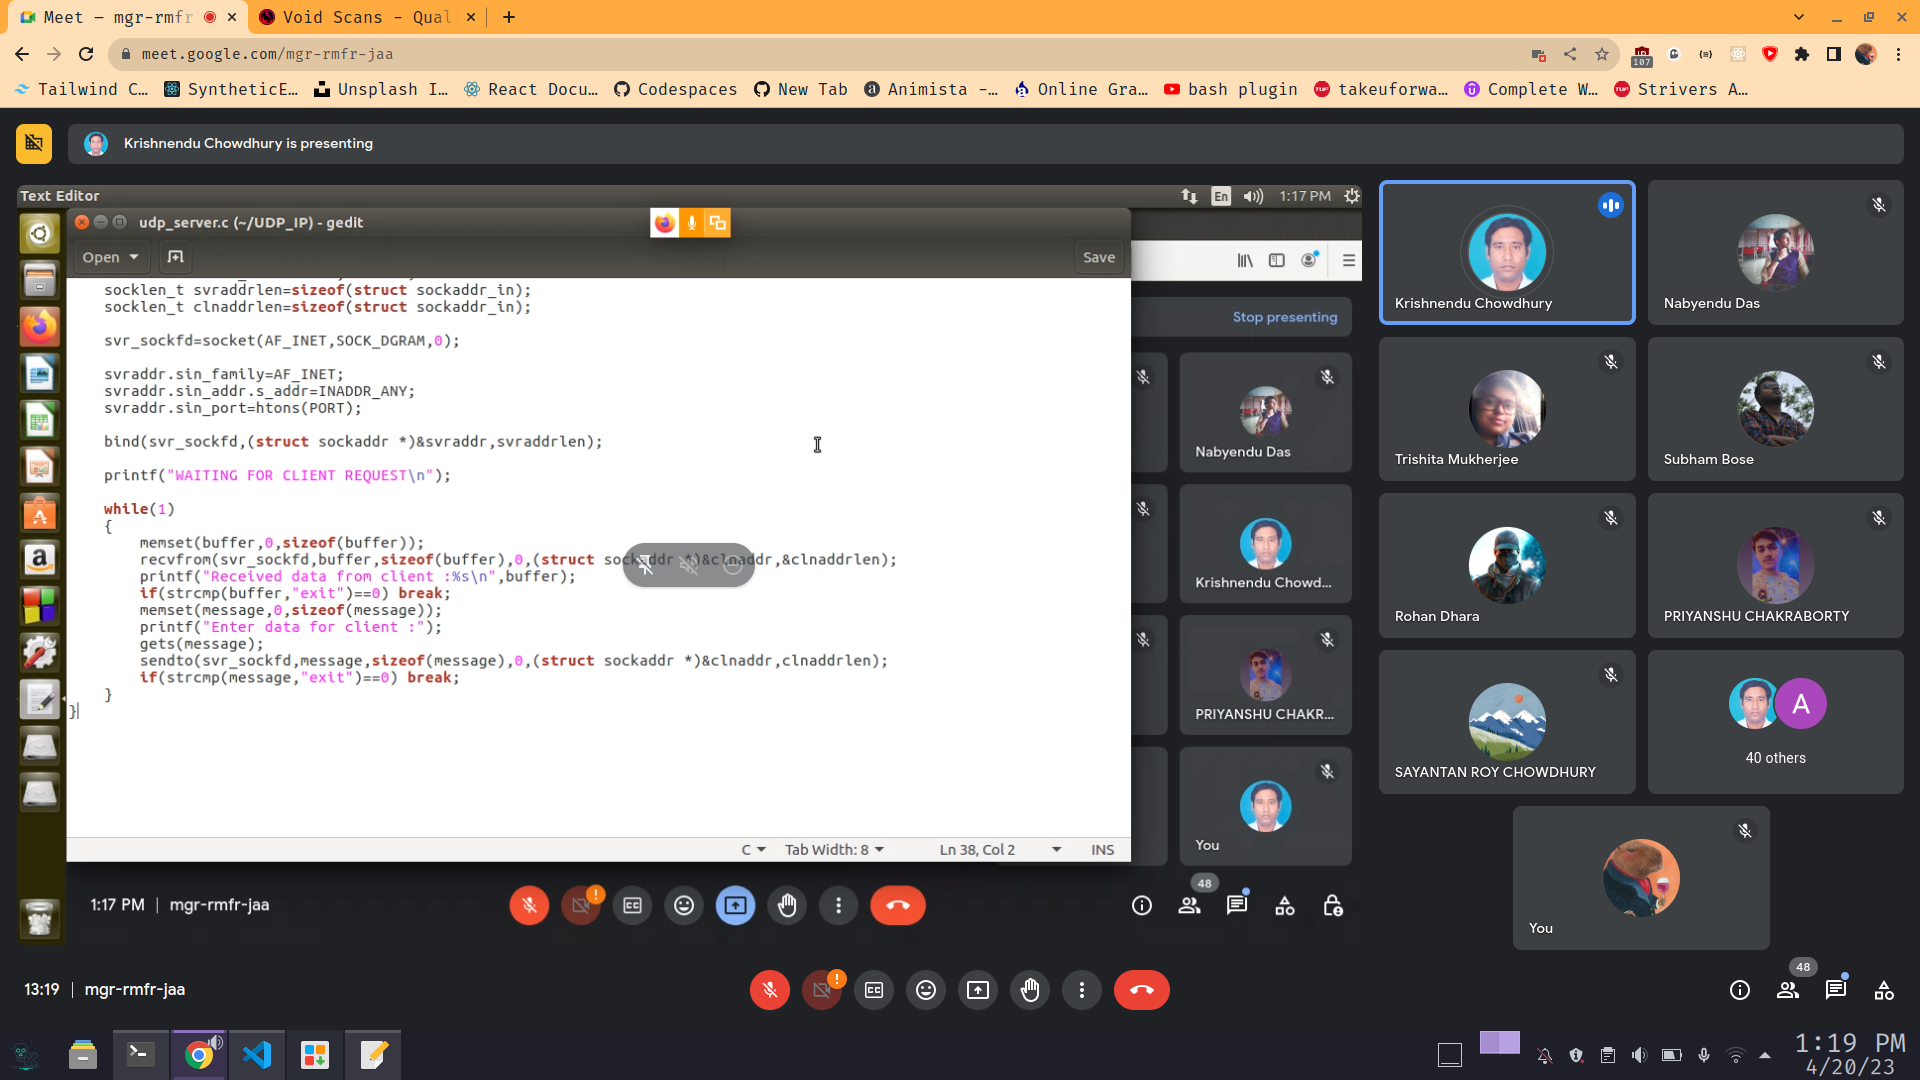 Meet – mgr-rmfr
Void Scans - Qual
meet.google.com/mgr-rmfr-jaa
107
Tailwind C…
SyntheticE…
Unsplash I…
React Docu…
Codespaces
New Tab
Animista -…
Online Gra…
bash plugin
takeuforwa…
Complete W…
Strivers A…
Krishnendu Chowdhury is presenting
Text Editor
En
1:17 PM
udp_server.c (~/UDP_IP) - gedit
Open
Save
socklen_t svraddrlen=sizeof(struct sockaddr_in);
socklen_t clnaddrlen=sizeof(struct sockaddr_in);
svr_sockfd=socket(AF_INET,SOCK_DGRAM,0);
svraddr.sin_family=AF_INET;
svraddr.sin_addr.s_addr=INADDR_ANY;
svraddr.sin_port=htons(PORT);
bind(svr_sockfd,(struct sockaddr *)&svraddr,svraddrlen);
printf("WAITING FOR CLIENT REQUEST\n");
while(1)
{
memset(buffer,0,sizeof(buffer));
recvfrom(svr_sockfd,buffer,sizeof(buffer),0,(struct sockaddr *)&clnaddr,&clnaddrlen);
printf("Received data from client :%s\n",buffer);
if(strcmp(buffer,"exit")==0) break;
memset(message,0,sizeof(message));
printf("Enter data for client :");
gets(message);
sendto(svr_sockfd,message,sizeof(message),0,(struct sockaddr *)&clnaddr,clnaddrlen);
if(strcmp(message,"exit")==0) break;
}
}
C
Tab Width: 8
Ln 38, Col 2
INS
Stop presenting
Nabyendu Das
Krishnendu Chowd...
PRIYANSHU CHAKR...
You
1:17 PM | mgr-rmfr-jaa
48
Krishnendu Chowdhury
Nabyendu Das
Trishita Mukherjee
Subham Bose
Rohan Dhara
PRIYANSHU CHAKRABORTY
SAYANTAN ROY CHOWDHURY
A
40 others
You
13:19 | mgr-rmfr-jaa
48
1:19 PM
4/20/23